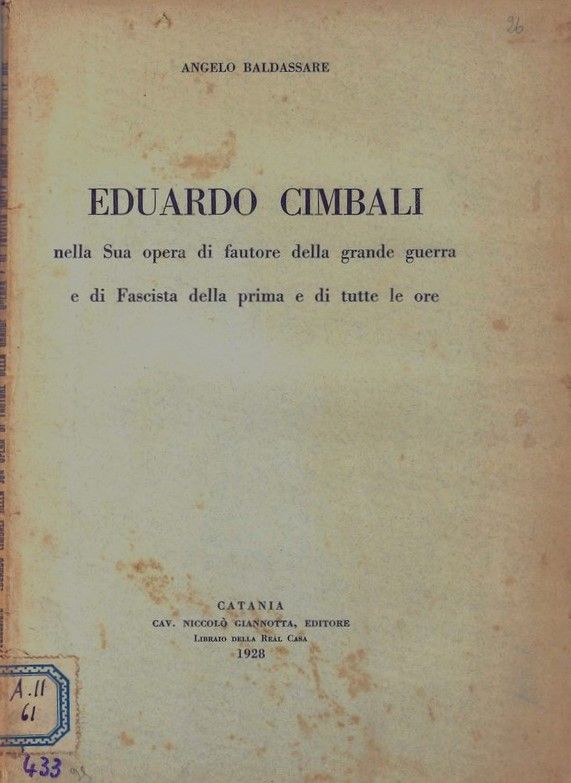 26
ANGELO BALDASSARE
EDUARDO CIMBALI
nella Sua opera di fautore della grande guerra
e di Fascista della prima e di tutte le ore
CATANIA
CAV. NICCOLÒ GIANNOTTA, EDITORE
LIBRAIO DELLA REAL CASA
1928
A.11
61
433